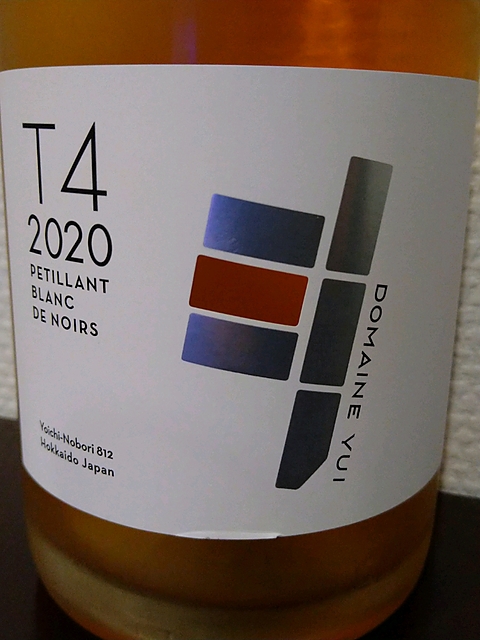 T4
2020
PETILLANT
BLANC
DE NOIRS
DOMAINE YUI
Yoichi-Nobori 812
Hokkaido Japan